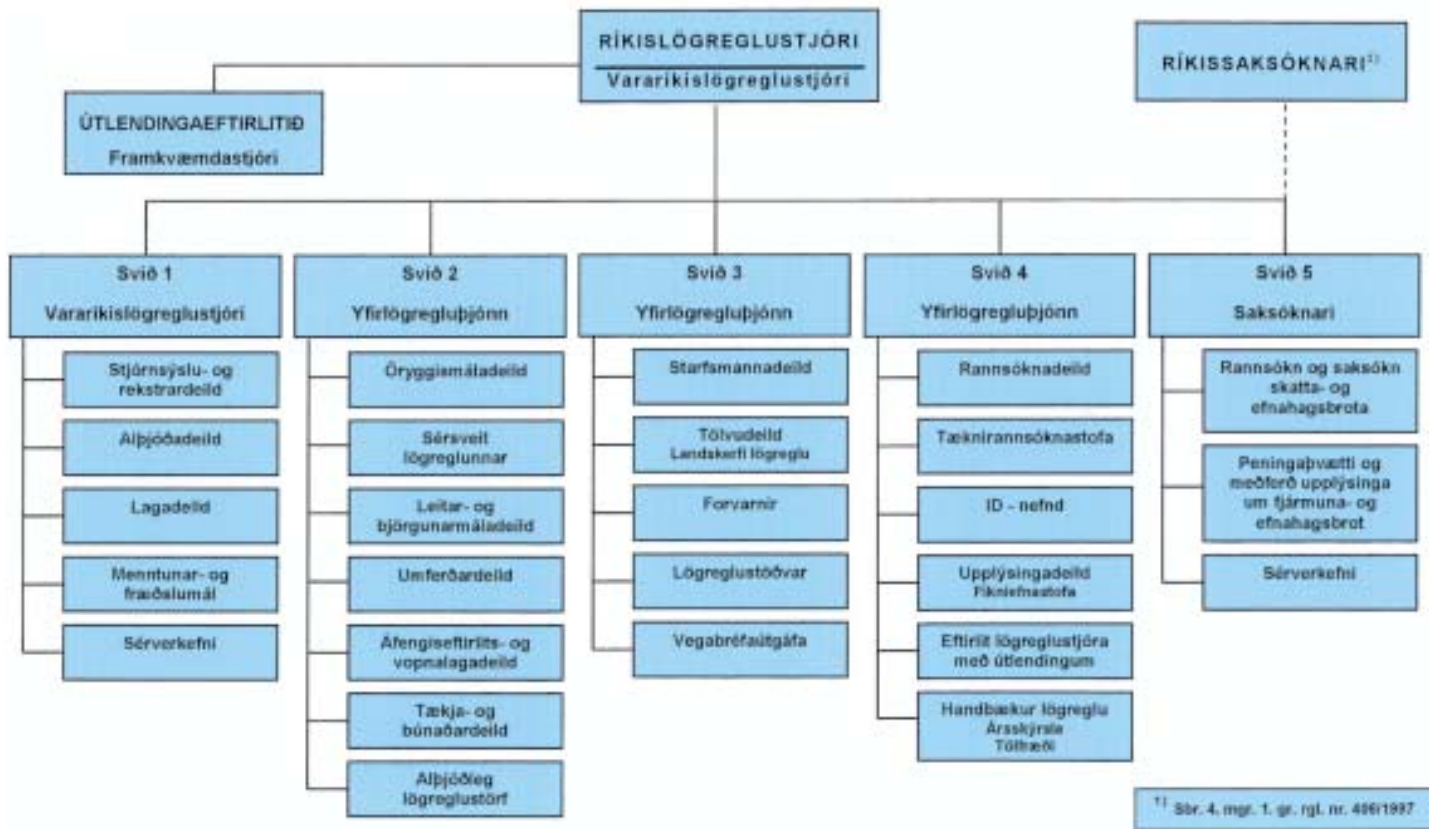 RÍKISLÖGREGLUSTJÓRI
Vararíkislögreglustjóri
RÍKISSAKSÓKNARI¹⁾
ÚTLENDINGAEFTIRLITIÐ
Framkvæmdastjóri
Svið 1
Vararíkislögreglustjóri
Stjórnsýslu- og
rekstrardeild
Alþjóðadeild
Lagadeild
Menntunar- og
fræðslumál
Sérverkefni
Svið 2
Yfirlögregluþjónn
Öryggismáladeild
Sérsveit
lögreglunnar
Leitar- og
björgunarmáladeild
Umferðardeild
Áfengiseftirlits- og
vopnalagadeild
Tækja- og
búnaðardeild
Alþjóðleg
lögreglustörf
Svið 3
Yfirlögregluþjónn
Starfsmannadeild
Tölvudeild
Landskerfi lögreglu
Forvarnir
Lögreglustöðvar
Vegabréfaútgáfa
Svið 4
Yfirlögregluþjónn
Rannsóknadeild
Tæknirannsóknastofa
ID - nefnd
Upplýsingadeild
Fíkniefnastofa
Eftirlit lögreglustjóra
með útlendingum
Handbækur lögreglu
Ársskýrsla
Tölfræði
Svið 5
Saksóknari
Rannsókn og saksókn
skatta- og
efnahagsbrota
Peningaþvætti og
meðferð upplýsinga
um fjármuna- og
efnahagsbrot
Sérverkefni
¹⁾ Sbr. 4. mgr. 1. gr. rgl. nr. 406/1997